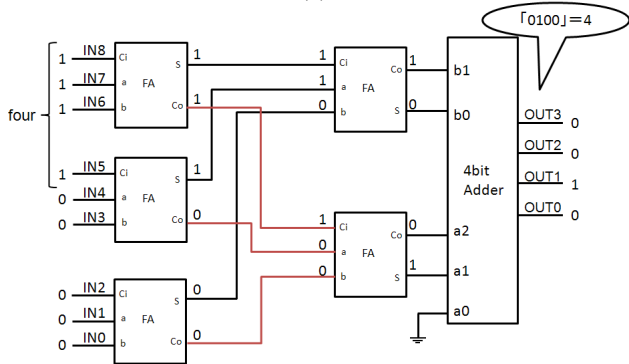 「0100」=4
1 IN8 Ci S 1
1 IN7 a FA
1 IN6 b Co 1
four
1 IN5 Ci S 1
0 IN4 a FA
0 IN3 b Co 0
0 IN2 Ci S 0
0 IN1 a FA
0 IN0 b Co 0
1 Ci Co 1
1 a FA
0 b S 0
1 Ci Co 0
0 a FA
0 b S 1
b1
b0
4bit
Adder
a2
a1
a0
OUT3 0
OUT2 0
OUT1 1
OUT0 0